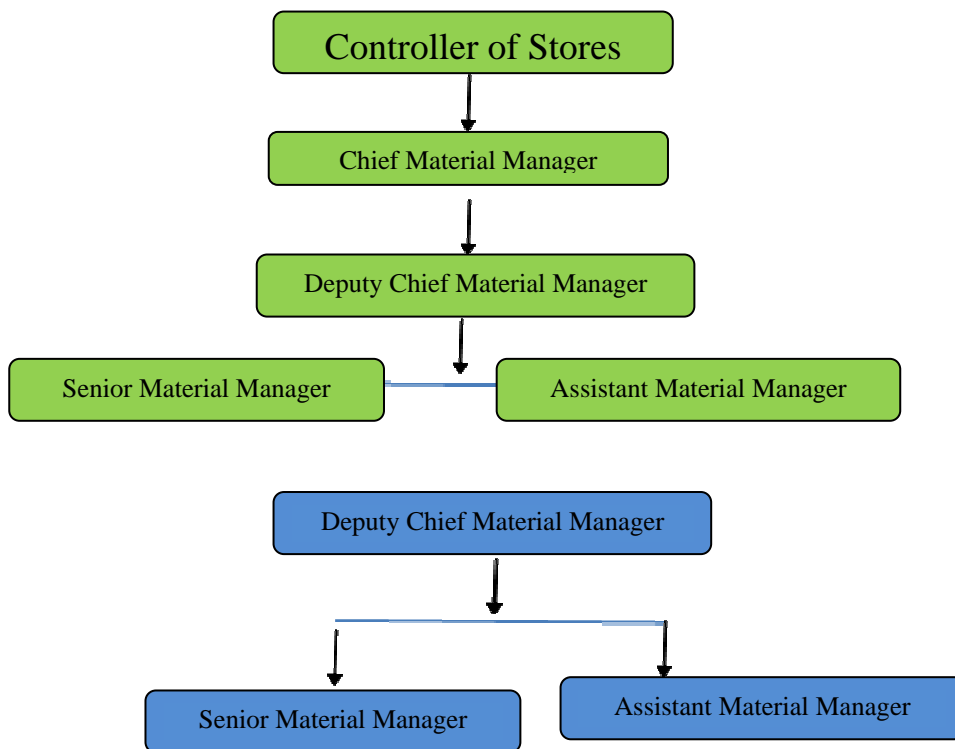 Controller of Stores
Chief Material Manager
Deputy Chief Material Manager
Senior Material Manager
Assistant Material Manager
Deputy Chief Material Manager
Senior Material Manager
Assistant Material Manager